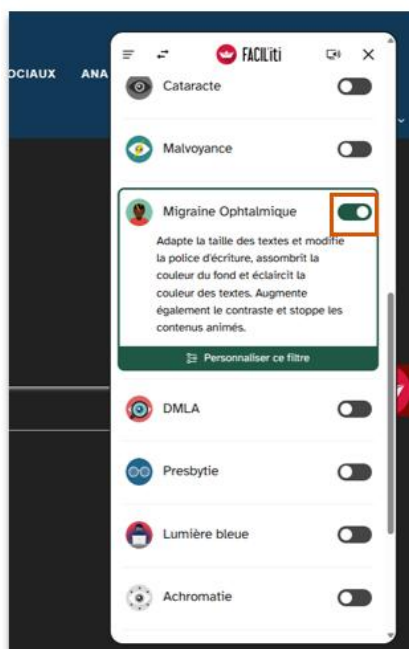 FACIL'iti
OCIAUX ANA
Cataracte
Malvoyance
Migraine Ophtalmique
Adapte la taille des textes et modifie
la police d'écriture, assombrit la
couleur du fond et éclaircit la
couleur des textes. Augmente
également le contraste et stoppe les
contenus animés.
Personnaliser ce filtre
DMLA
Presbytie
Lumière bleue
Achromatie